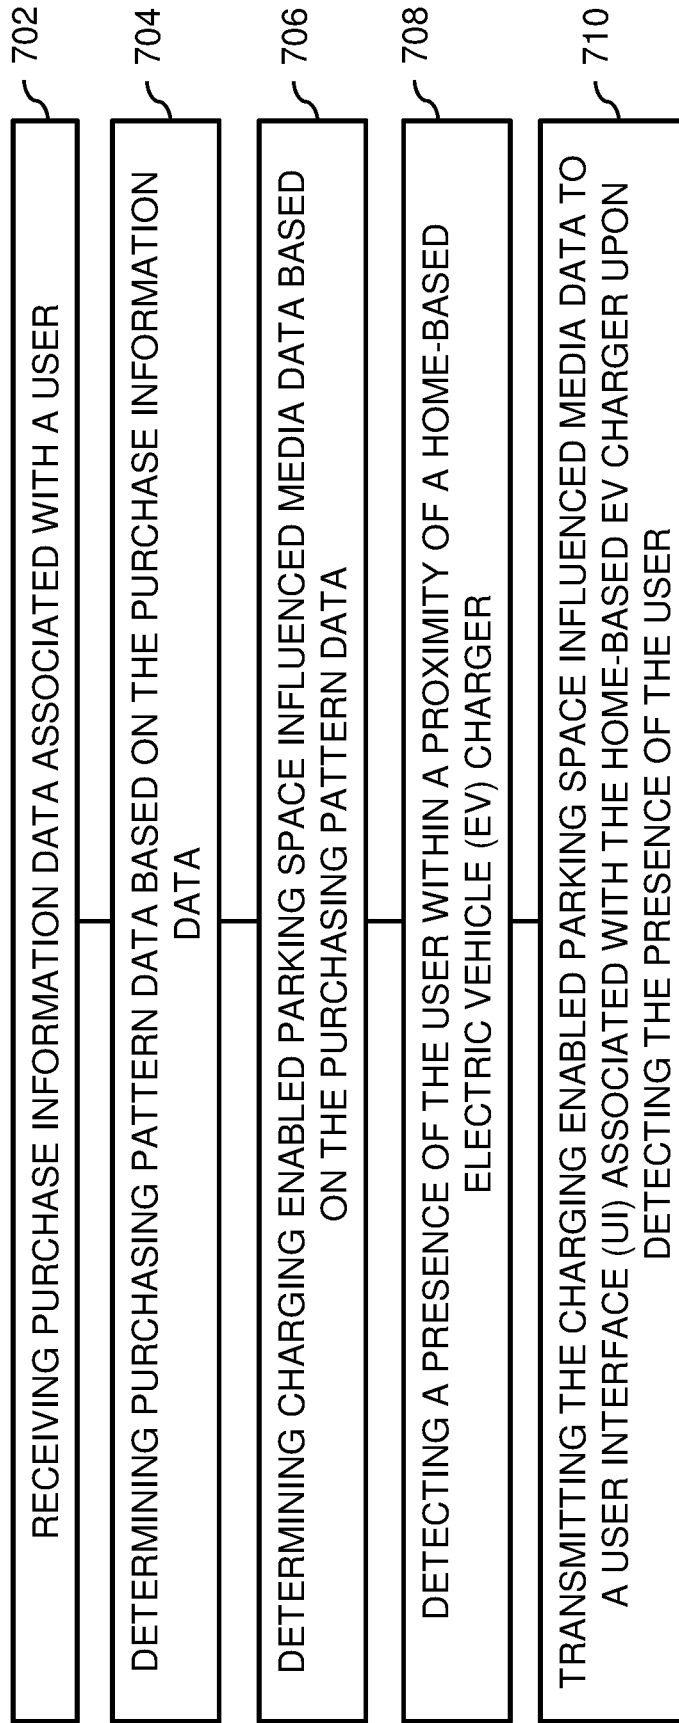 RECEIVING PURCHASE INFORMATION DATA ASSOCIATED WITH A USER
702
DETERMINING PURCHASING PATTERN DATA BASED ON THE PURCHASE INFORMATION
DATA
704
DETERMINING CHARGING ENABLED PARKING SPACE INFLUENCED MEDIA DATA BASED
ON THE PURCHASING PATTERN DATA
706
DETECTING A PRESENCE OF THE USER WITHIN A PROXIMITY OF A HOME-BASED
ELECTRIC VEHICLE (EV) CHARGER
708
TRANSMITTING THE CHARGING ENABLED PARKING SPACE INFLUENCED MEDIA DATA TO
A USER INTERFACE (UI) ASSOCIATED WITH THE HOME-BASED EV CHARGER UPON
DETECTING THE PRESENCE OF THE USER
710